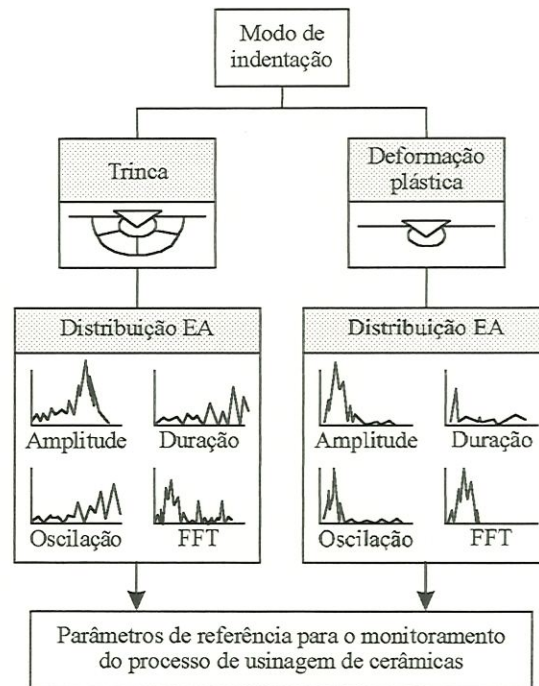 Modo de
indentação
Trinca
Deformação
plástica
Distribuição EA
Amplitude
Duração
Oscilação
FFT
Distribuição EA
Amplitude
Duração
Oscilação
FFT
Parâmetros de referência para o monitoramento
do processo de usinagem de cerâmicas